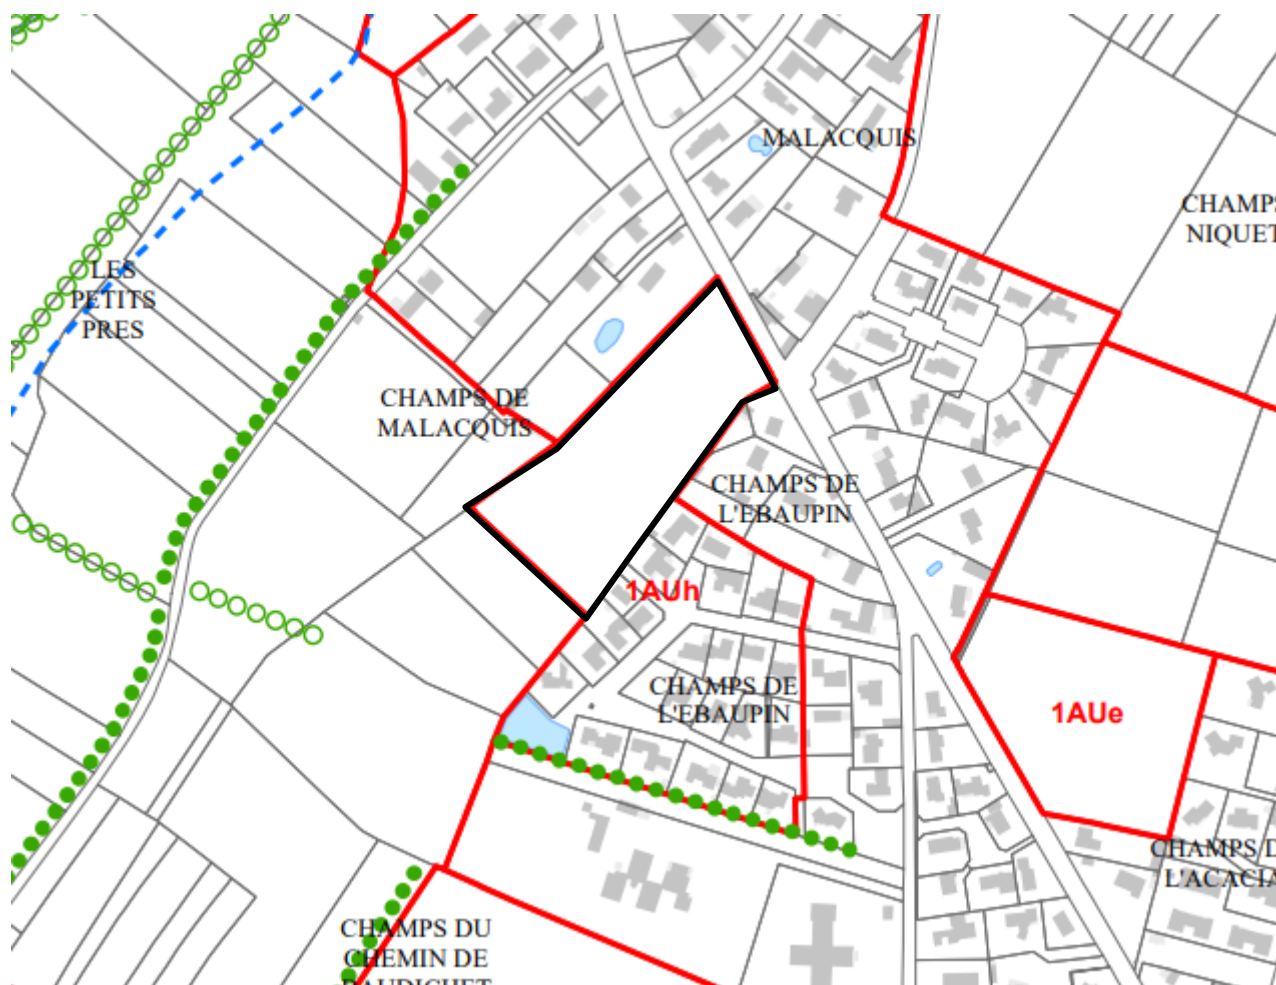 MALACQUIS
CHAMPS
NIQUET
LES
PETITS
PRES
CHAMPS DE
MALACQUIS
CHAMPS DE
L'EBAUPIN
1AUh
CHAMPS DE
L'EBAUPIN
1AUe
CHAMPS D
L'ACACIA
CHAMPS DU
CHEMIN DE